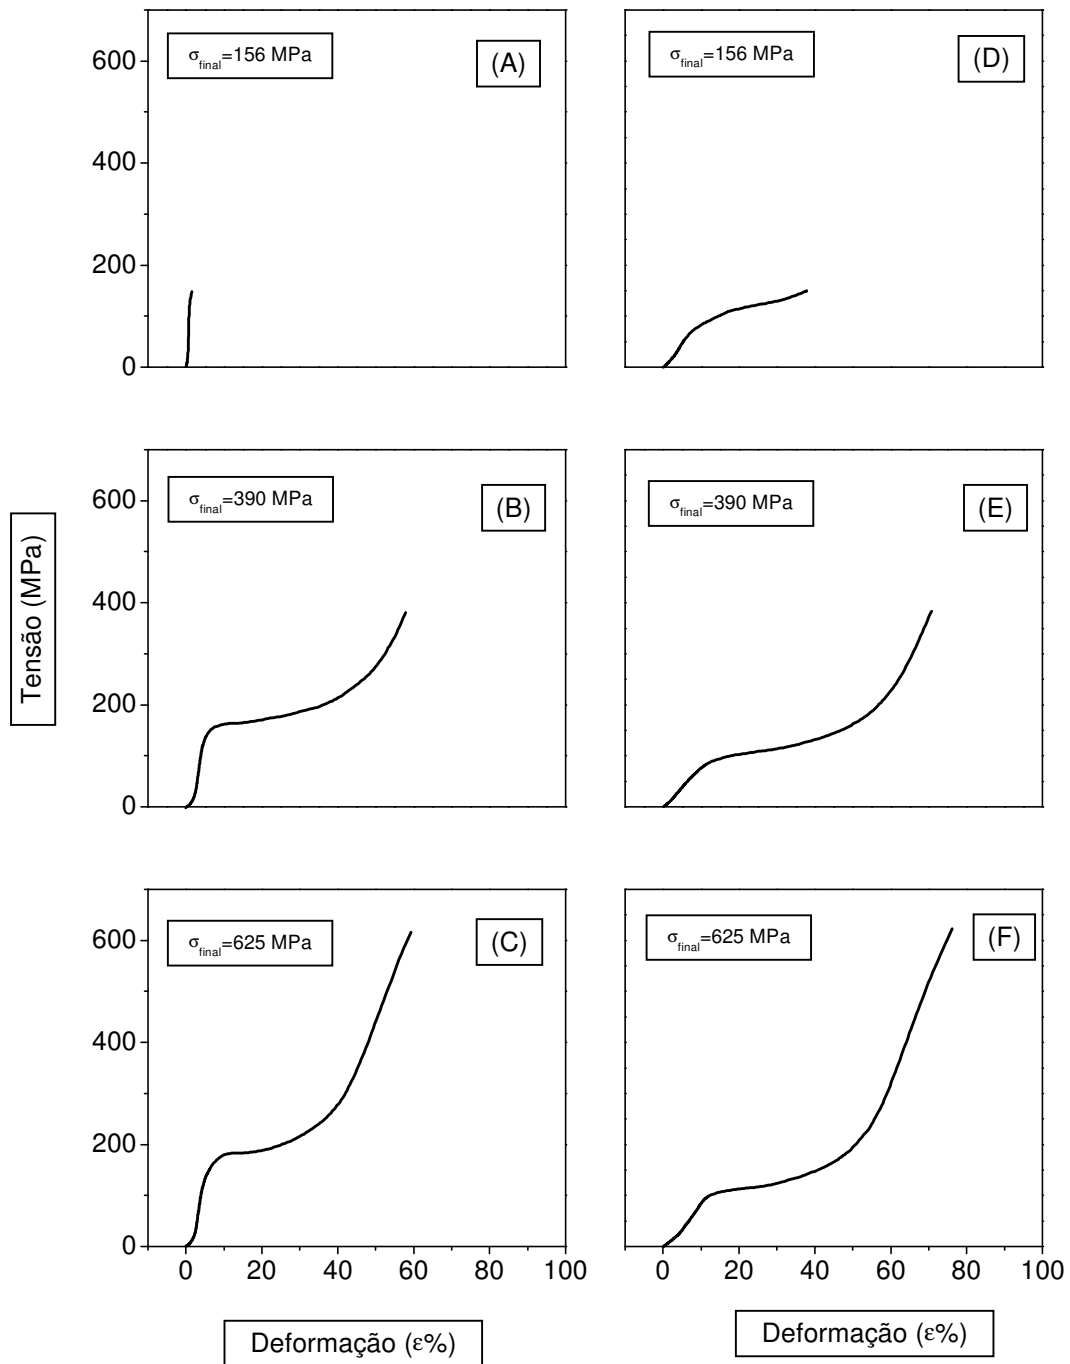 σfinal=156 MPa
(A)
600
400
200
0
σfinal=156 MPa
(D)
Tensão (MPa)
σfinal=390 MPa
(B)
600
400
200
0
σfinal=390 MPa
(E)
σfinal=625 MPa
(C)
600
400
200
0
0 20 40 60 80 100
σfinal=625 MPa
(F)
0 20 40 60 80 100
Deformação (ε%)
Deformação (ε%)